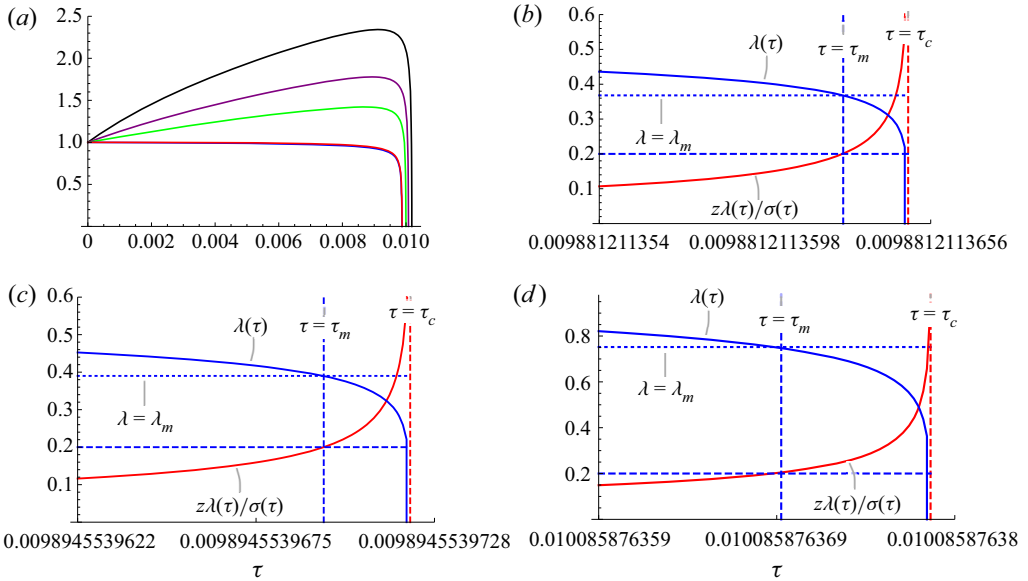 (a)
2.5
2.0
1.5
1.0
0.5
0 0.002 0.004 0.006 0.008 0.010
(b)
0.6
0.5
0.4
0.3
0.2
0.1
λ(τ)
τ = τm
τ = τc
λ = λm
zλ(τ)/σ(τ)
0.009881211354 0.0098812113598 0.0098812113656
(c)
0.6
0.5
0.4
0.3
0.2
0.1
λ(τ)
τ = τm
τ = τc
λ = λm
zλ(τ)/σ(τ)
0.0098945539622 0.0098945539675 0.0098945539728
τ
(d)
0.8
0.6
0.4
0.2
λ(τ)
τ = τm
τ = τc
λ = λm
zλ(τ)/σ(τ)
0.010085876359 0.010085876369 0.01008587638
τ